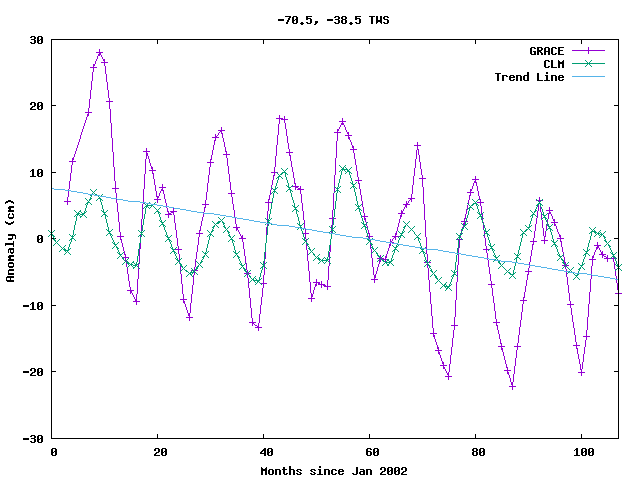 -70.5, -38.5 TWS
GRACE
CLM
Trend Line
30
20
10
0
-10
-20
-30
Anomaly (cm)
0 20 40 60 80 100
Months since Jan 2002